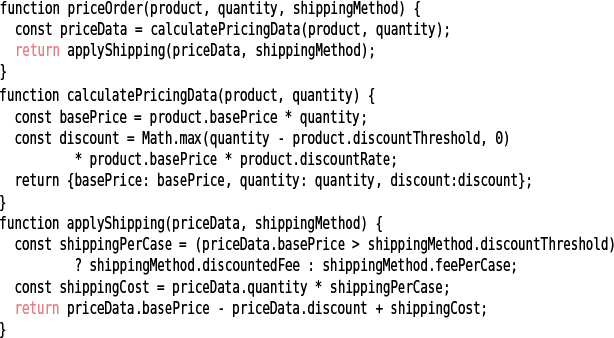 function priceOrder(product, quantity, shippingMethod) {
  const priceData = calculatePricingData(product, quantity);
  return applyShipping(priceData, shippingMethod);
}
function calculatePricingData(product, quantity) {
  const basePrice = product.basePrice * quantity;
  const discount = Math.max(quantity - product.discountThreshold, 0)
          * product.basePrice * product.discountRate;
  return {basePrice: basePrice, quantity: quantity, discount:discount};
}
function applyShipping(priceData, shippingMethod) {
  const shippingPerCase = (priceData.basePrice > shippingMethod.discountThreshold)
          ? shippingMethod.discountedFee : shippingMethod.feePerCase;
  const shippingCost = priceData.quantity * shippingPerCase;
  return priceData.basePrice - priceData.discount + shippingCost;
}